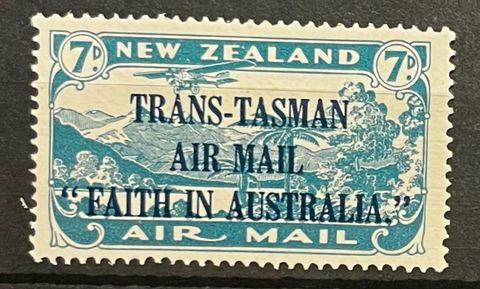 7D NEW ZEALAND 7D
TRANS-TASMAN
AIR MAIL
"FAITH IN AUSTRALIA."
AIR MAIL